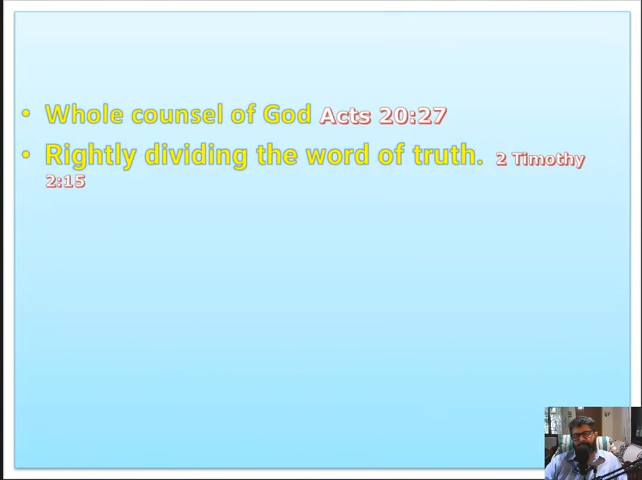 • Whole counsel of God Acts 20:27
• Rightly dividing the word of truth. 2 Timothy
2:15